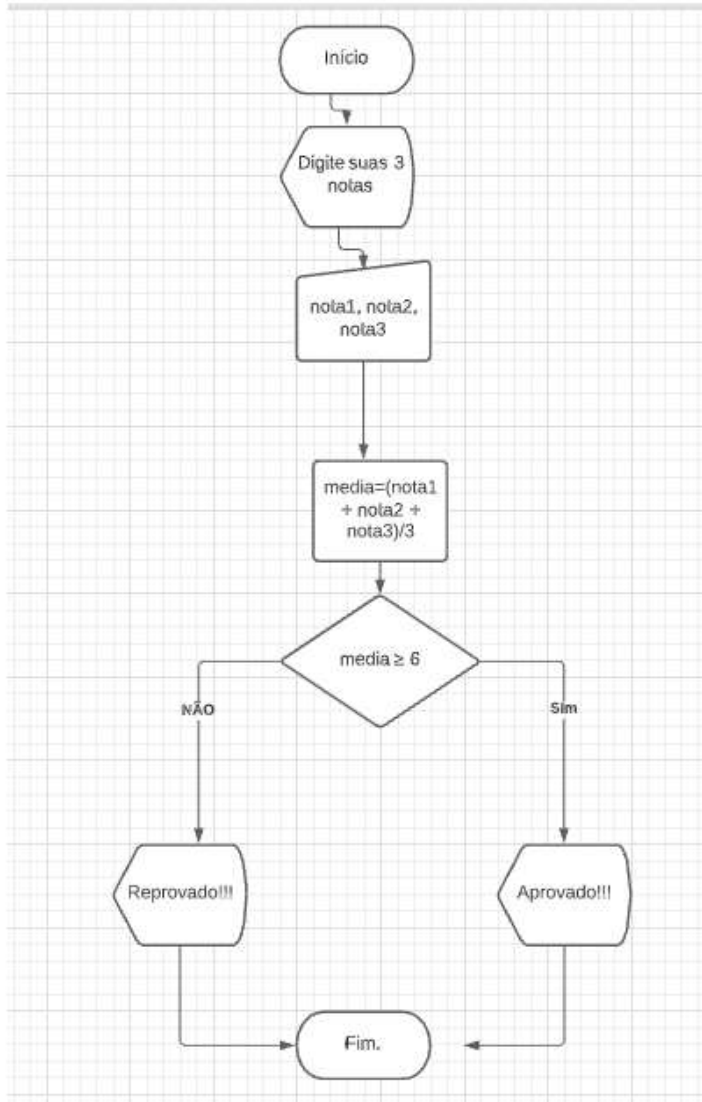 Início
Digite suas 3
notas
nota1, nota2,
nota3
media=(nota1
+ nota2 +
nota3)/3
media ≥ 6
NÃO
Sim
Reprovado!!!
Aprovado!!!
Fim.